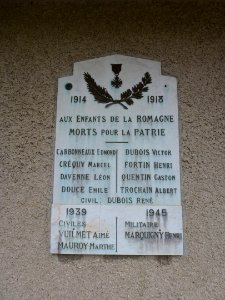 1914 1918
AUX ENFANTS DE LA ROMAGNE
MORTS POUR LA PATRIE
CARBONNEAUX EDMOND DUBOIS VICTOR
CRÉQUY MARCEL FORTIN HENRI
DAVENNE LÉON QUENTIN GASTON
DOUCE EMILE TROCHAIN ALBERT
CIVIL: DUBOIS RENÉ
1939 1945
CIVILES MILITAIRE
VUILMET AIMÉ MARQUIGNY HENRI
MAUROY MARTHE